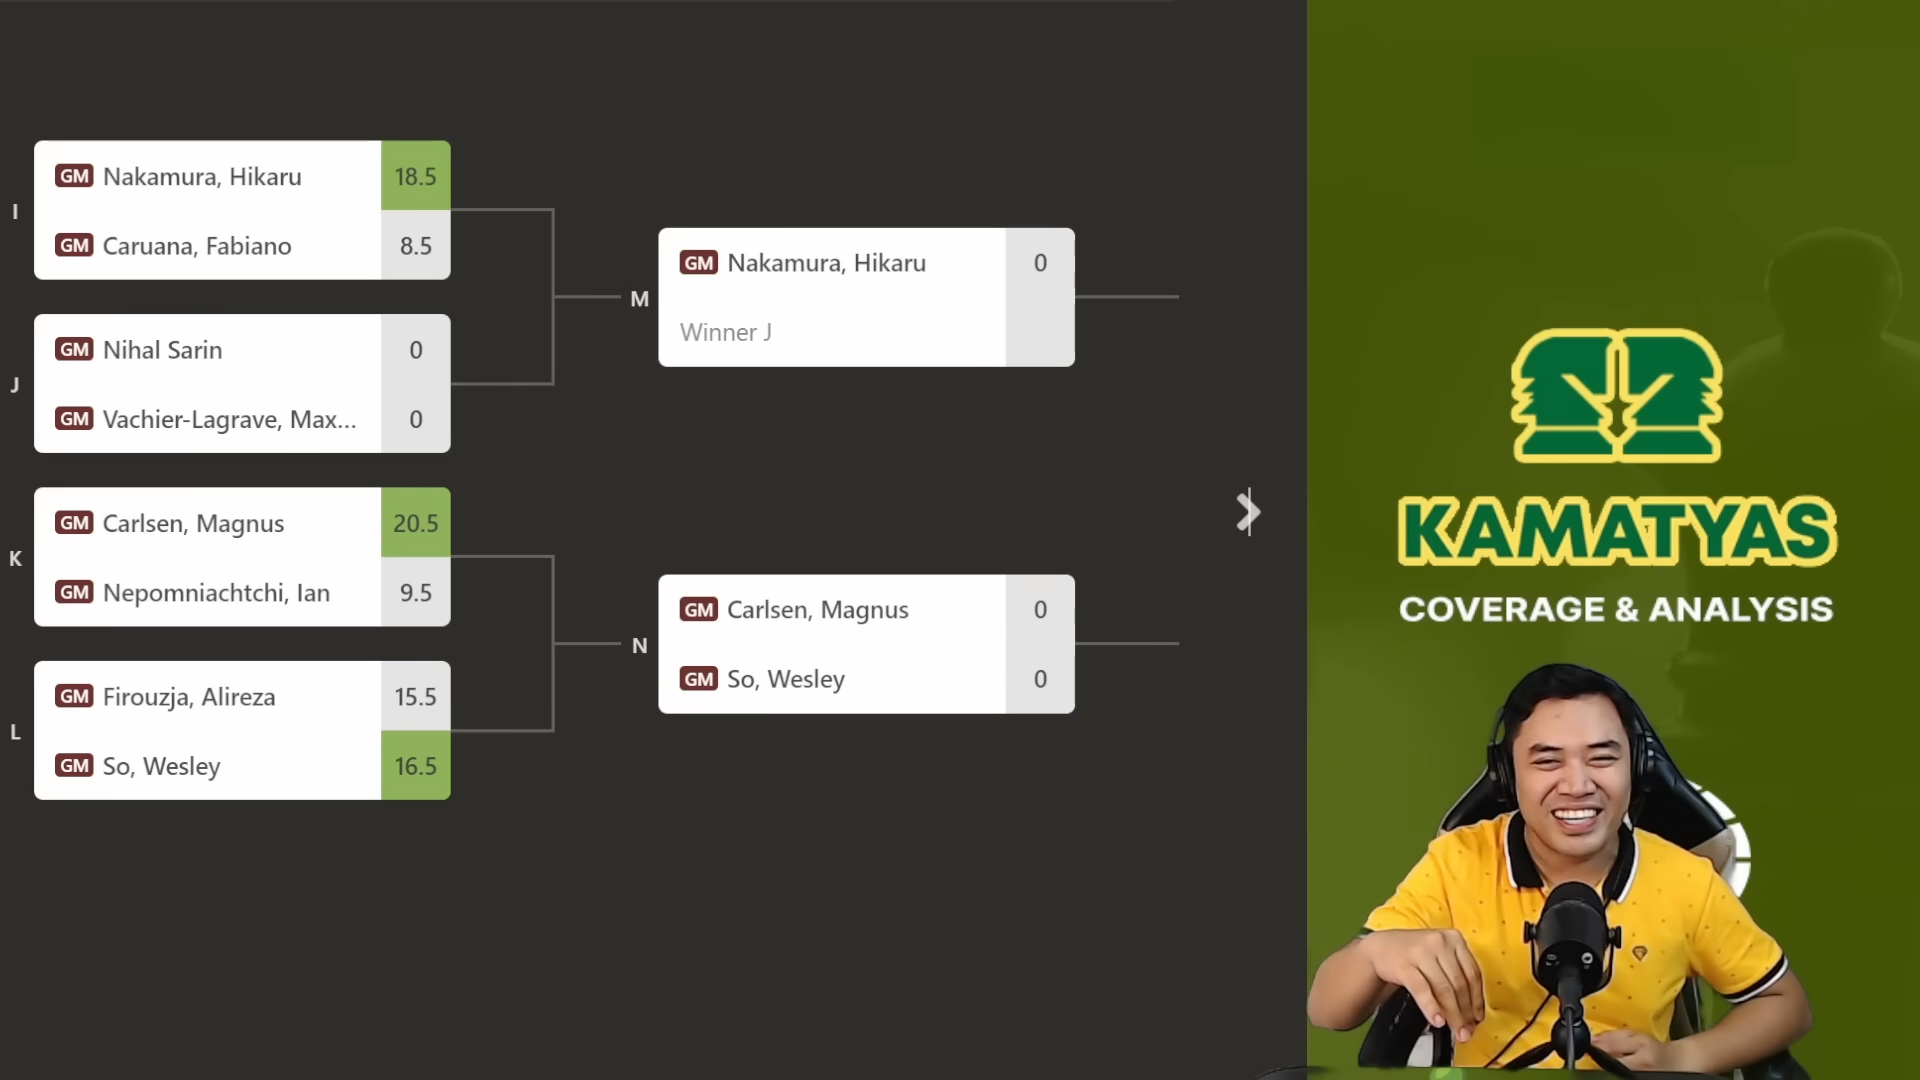 I
GM Nakamura, Hikaru 18.5
GM Caruana, Fabiano 8.5
J
GM Nihal Sarin 0
GM Vachier-Lagrave, Max... 0
K
GM Carlsen, Magnus 20.5
GM Nepomniachtchi, Ian 9.5
L
GM Firouzja, Alireza 15.5
GM So, Wesley 16.5
M
GM Nakamura, Hikaru 0
Winner J
N
GM Carlsen, Magnus 0
GM So, Wesley 0
KAMATYAS
COVERAGE & ANALYSIS